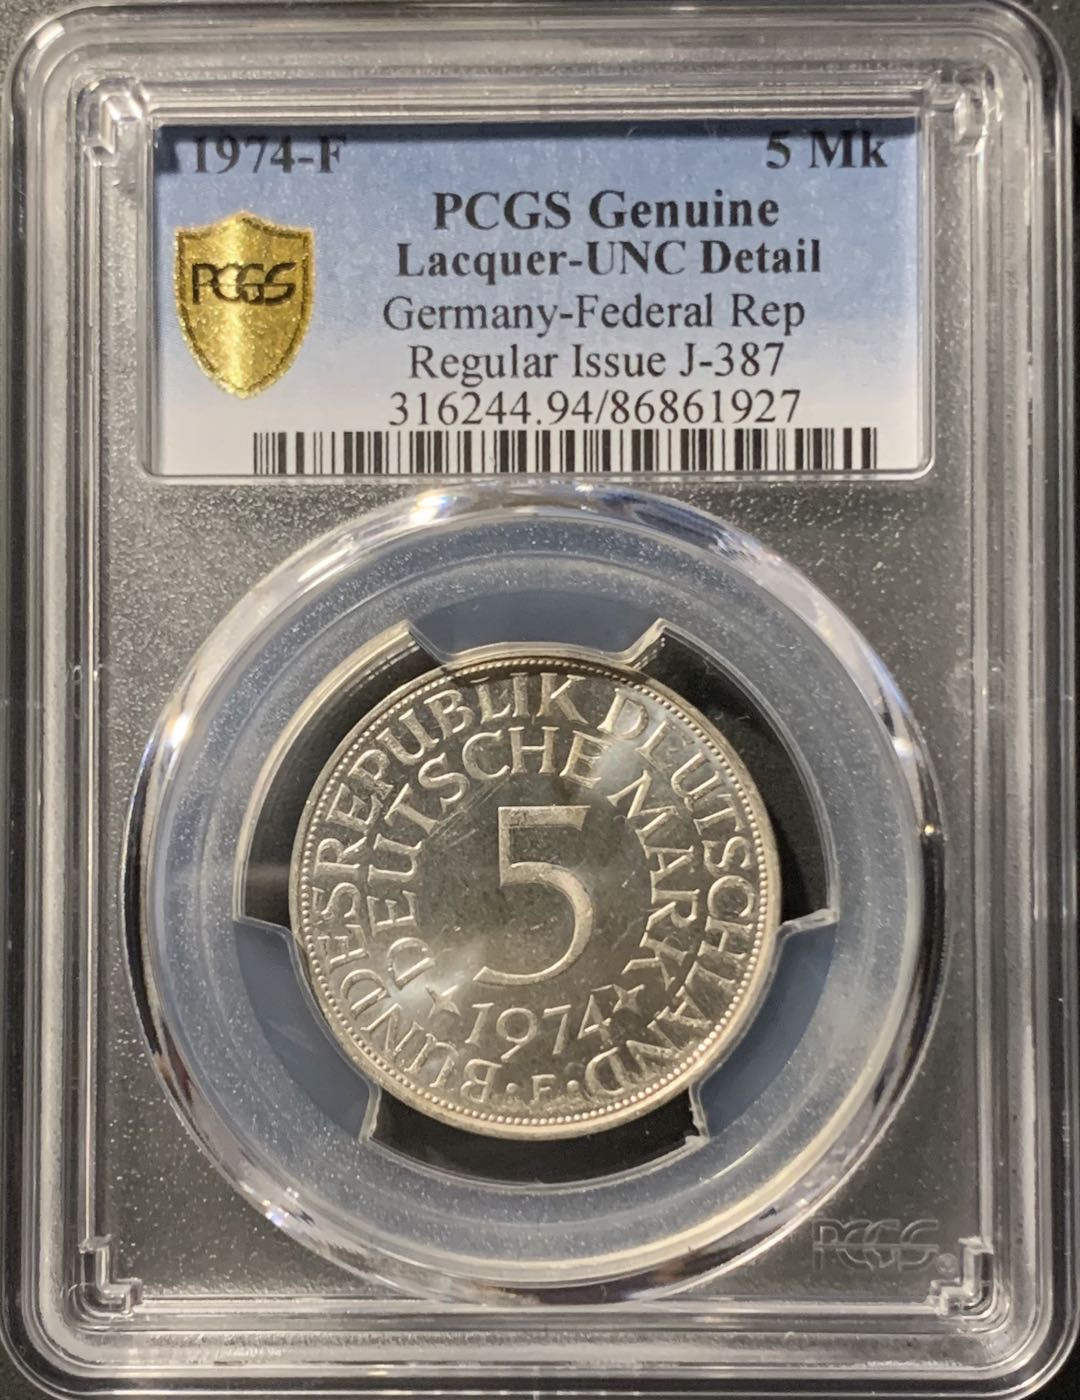 1974-F 5 Mk
PCGS Genuine
Lacquer-UNC Detail
PCGS
Germany-Federal Rep
Regular Issue J-387
316244.94/86861927
BUNDESREPUBLIK DEUTSCHLAND
DEUTSCHE MARK
5
1974
F
PCGS